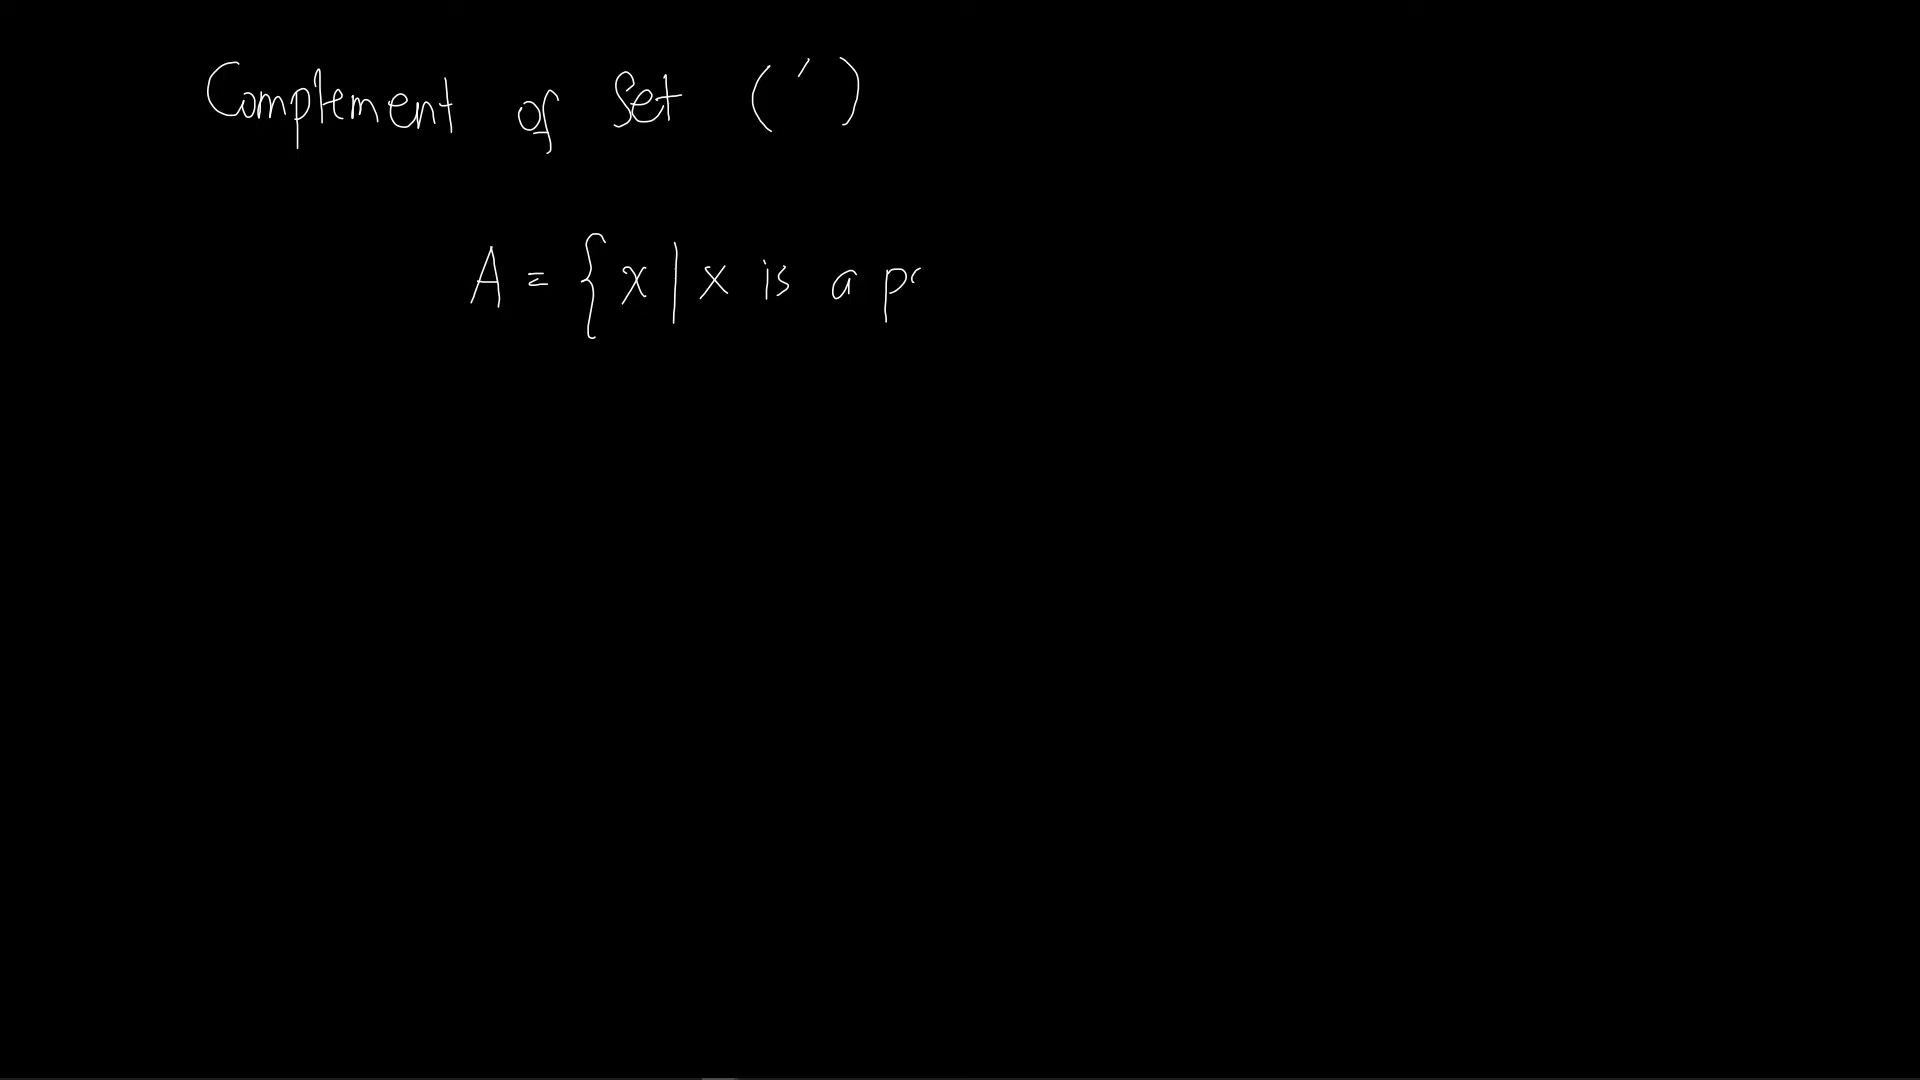 Complement of Set (')
A = {x | x is a p